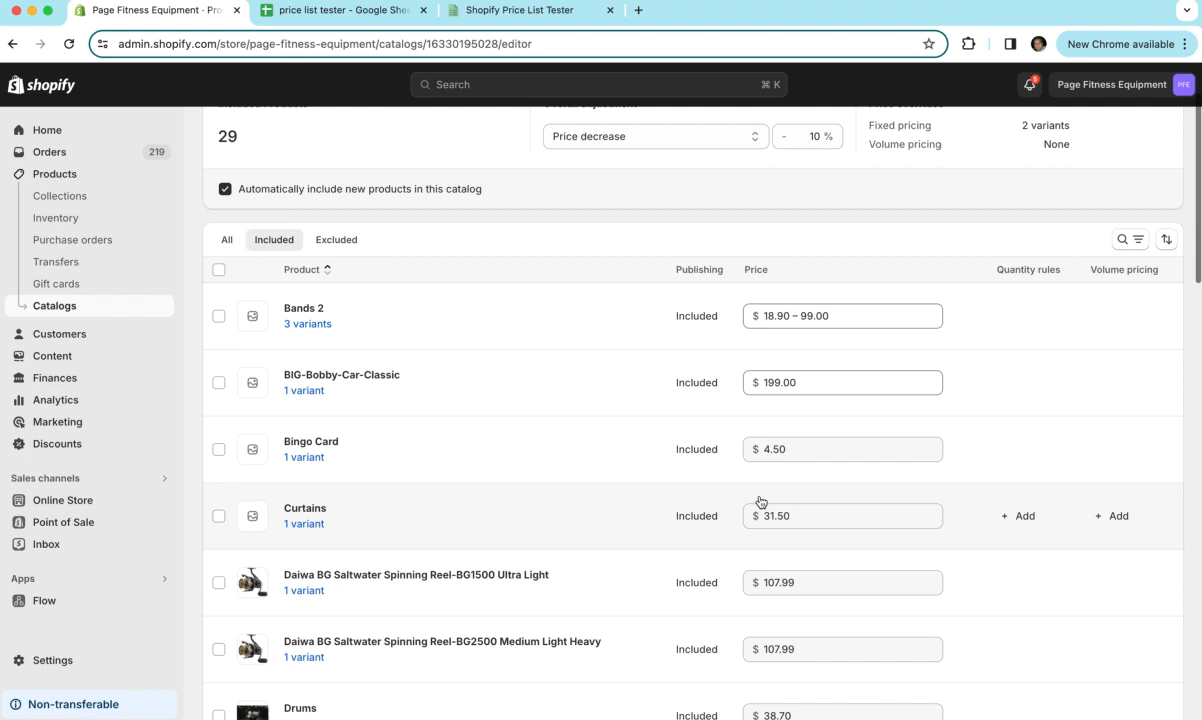 Page Fitness Equipment · Pro
price list tester - Google Shee
Shopify Price List Tester
admin.shopify.com/store/page-fitness-equipment/catalogs/16330195028/editor
New Chrome available
shopify
Search
⌘ K
5
Page Fitness Equipment
PFE
Home
Orders
219
Products
Collections
Inventory
Purchase orders
Transfers
Gift cards
Catalogs
Customers
Content
Finances
Analytics
Marketing
Discounts
Sales channels
Online Store
Point of Sale
Inbox
Apps
Flow
Settings
Non-transferable
29
Price decrease
- 10 %
Fixed pricing 2 variants
Volume pricing None
Automatically include new products in this catalog
All Included Excluded
Product Publishing Price Quantity rules Volume pricing
Bands 2
3 variants
Included
$ 18.90 – 99.00
BIG-Bobby-Car-Classic
1 variant
Included
$ 199.00
Bingo Card
1 variant
Included
$ 4.50
Curtains
1 variant
Included
$ 31.50
+ Add
+ Add
Daiwa BG Saltwater Spinning Reel-BG1500 Ultra Light
1 variant
Included
$ 107.99
Daiwa BG Saltwater Spinning Reel-BG2500 Medium Light Heavy
1 variant
Included
$ 107.99
Drums
Included
$ 38.70